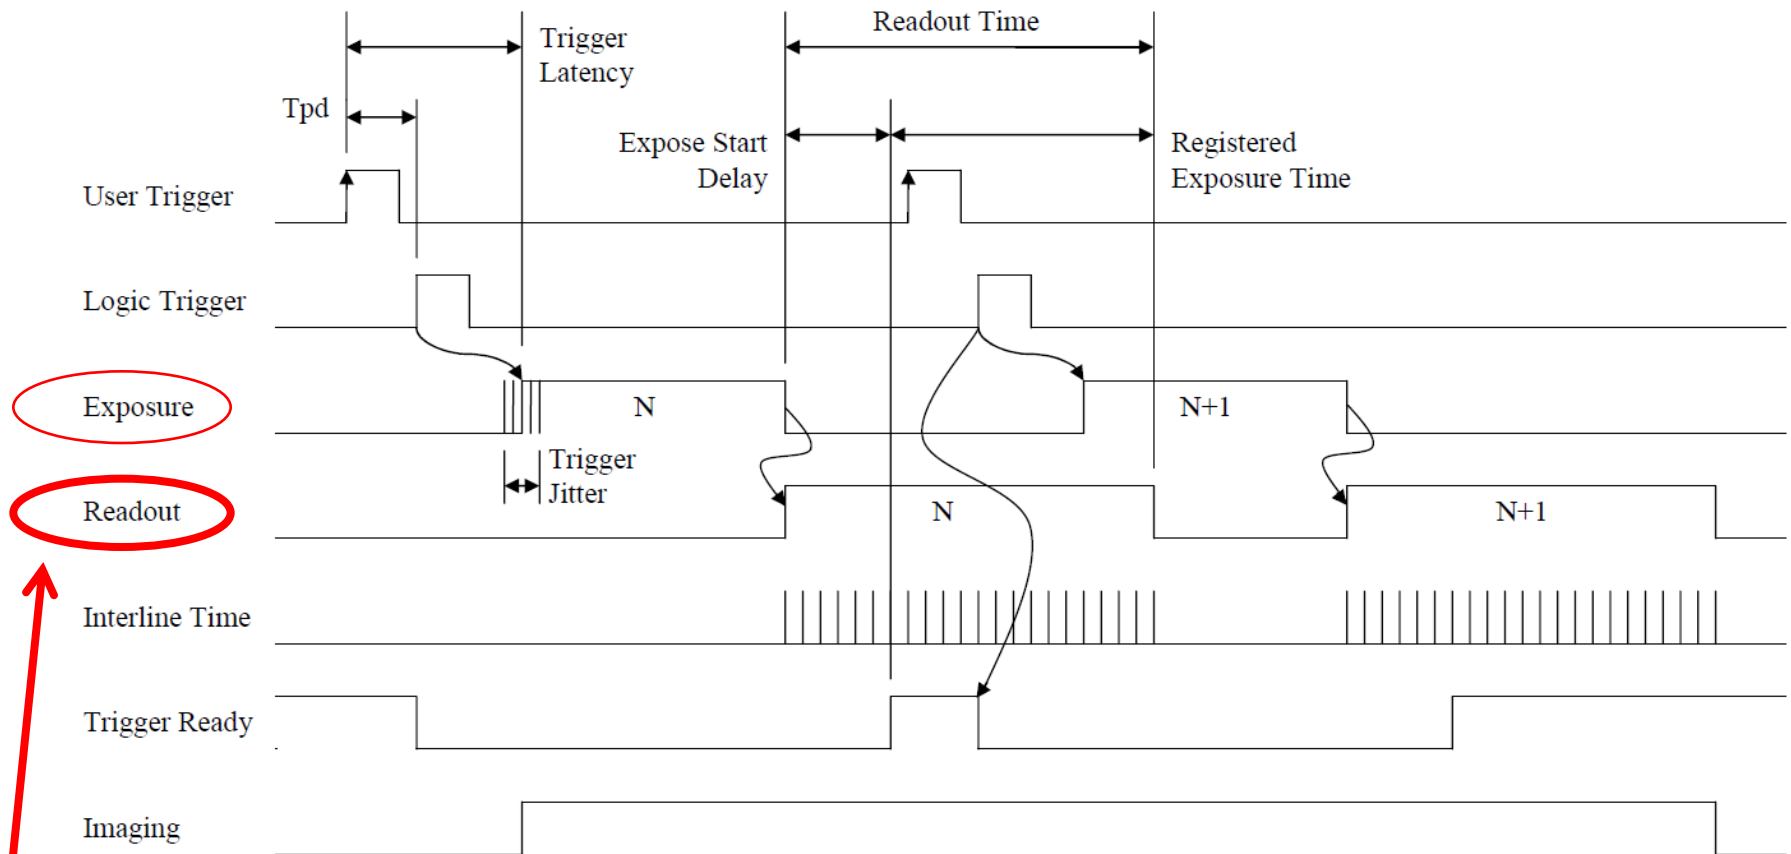 Readout Time
Trigger
Latency
Tpd
Expose Start
Delay
Registered
Exposure Time
User Trigger
Logic Trigger
Exposure
N
N+1
Trigger
Jitter
Readout
N
N+1
Interline Time
Trigger Ready
Imaging